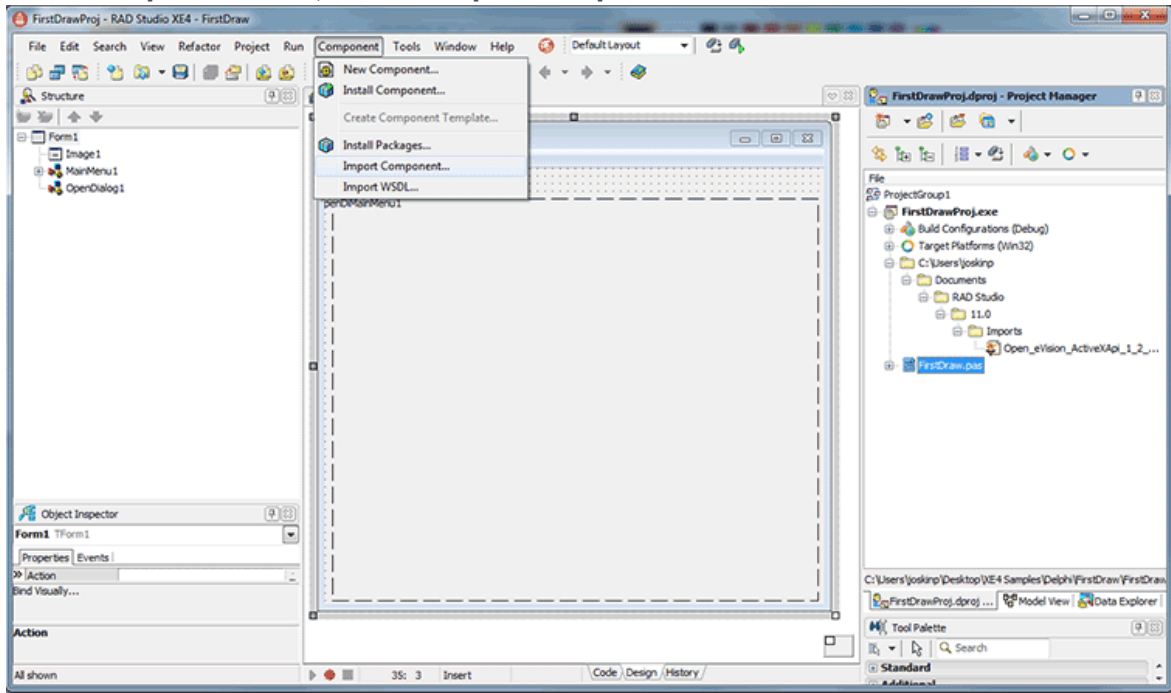 FirstDrawProj - RAD Studio XE4 - FirstDraw
File Edit Search View Refactor Project Run Component Tools Window Help Default Layout
Structure
Form1
Image1
MainMenu1
OpenDialog1
New Component...
Install Component...
Create Component Template...
Install Packages...
Import Component...
Import WSDL...
penDMainMenu1
FirstDrawProj.dproj - Project Manager
File
ProjectGroup1
FirstDrawProj.exe
Build Configurations (Debug)
Target Platforms (Win32)
C:\Users\joskinp
Documents
RAD Studio
11.0
Imports
Open_eVision_ActiveXApi_1_2_...
FirstDraw.pas
Object Inspector
Form1 TForm1
Properties Events
Action
Bind Visually...
Action
All shown
35: 3 Insert
Code Design History
C:\Users\joskinp\Desktop\XE4 Samples\Delphi\FirstDraw\FirstDraw
FirstDrawProj.dproj ... Model View Data Explorer
Tool Palette
Search
Standard
Additional